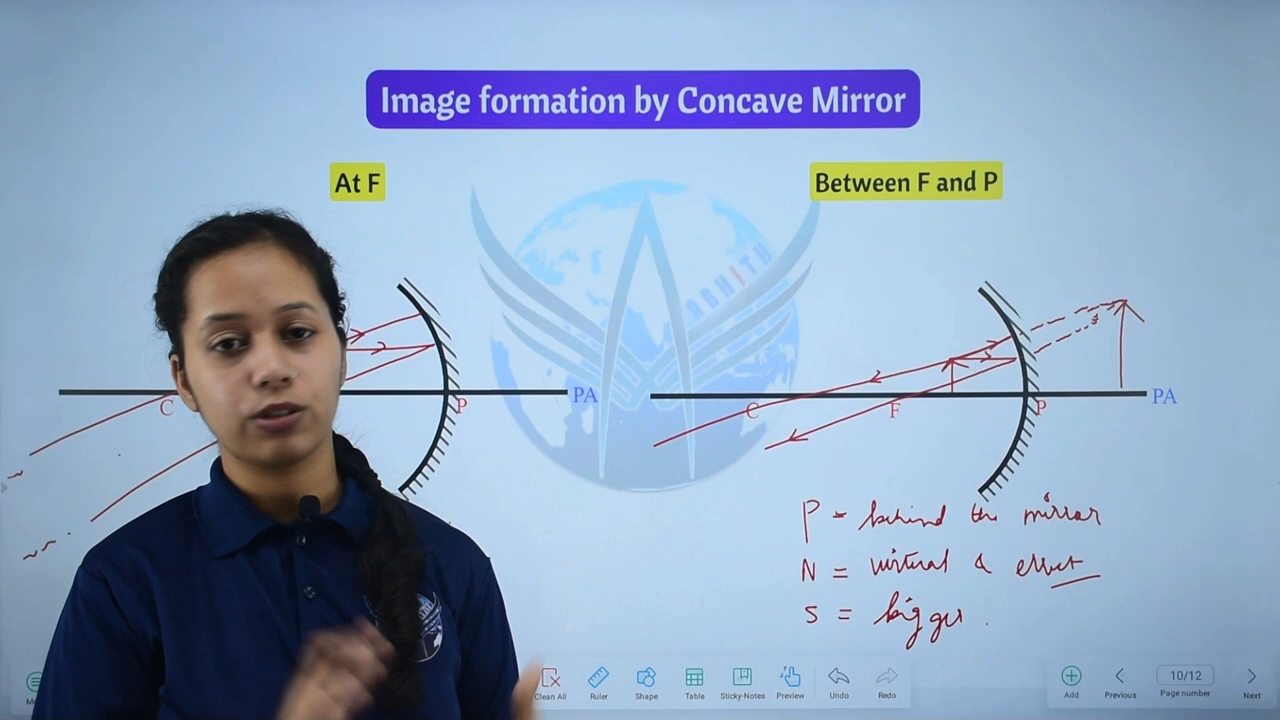 Image formation by Concave Mirror
At F
Between F and P
ABHITH
C
P
PA
C
F
P
PA
P = behind the mirror
N = virtual & erect
S = bigger.
Clean All
Ruler
Shape
Table
Sticky-Notes
Preview
Undo
Redo
Add
Previous
10/12
Page number
Next